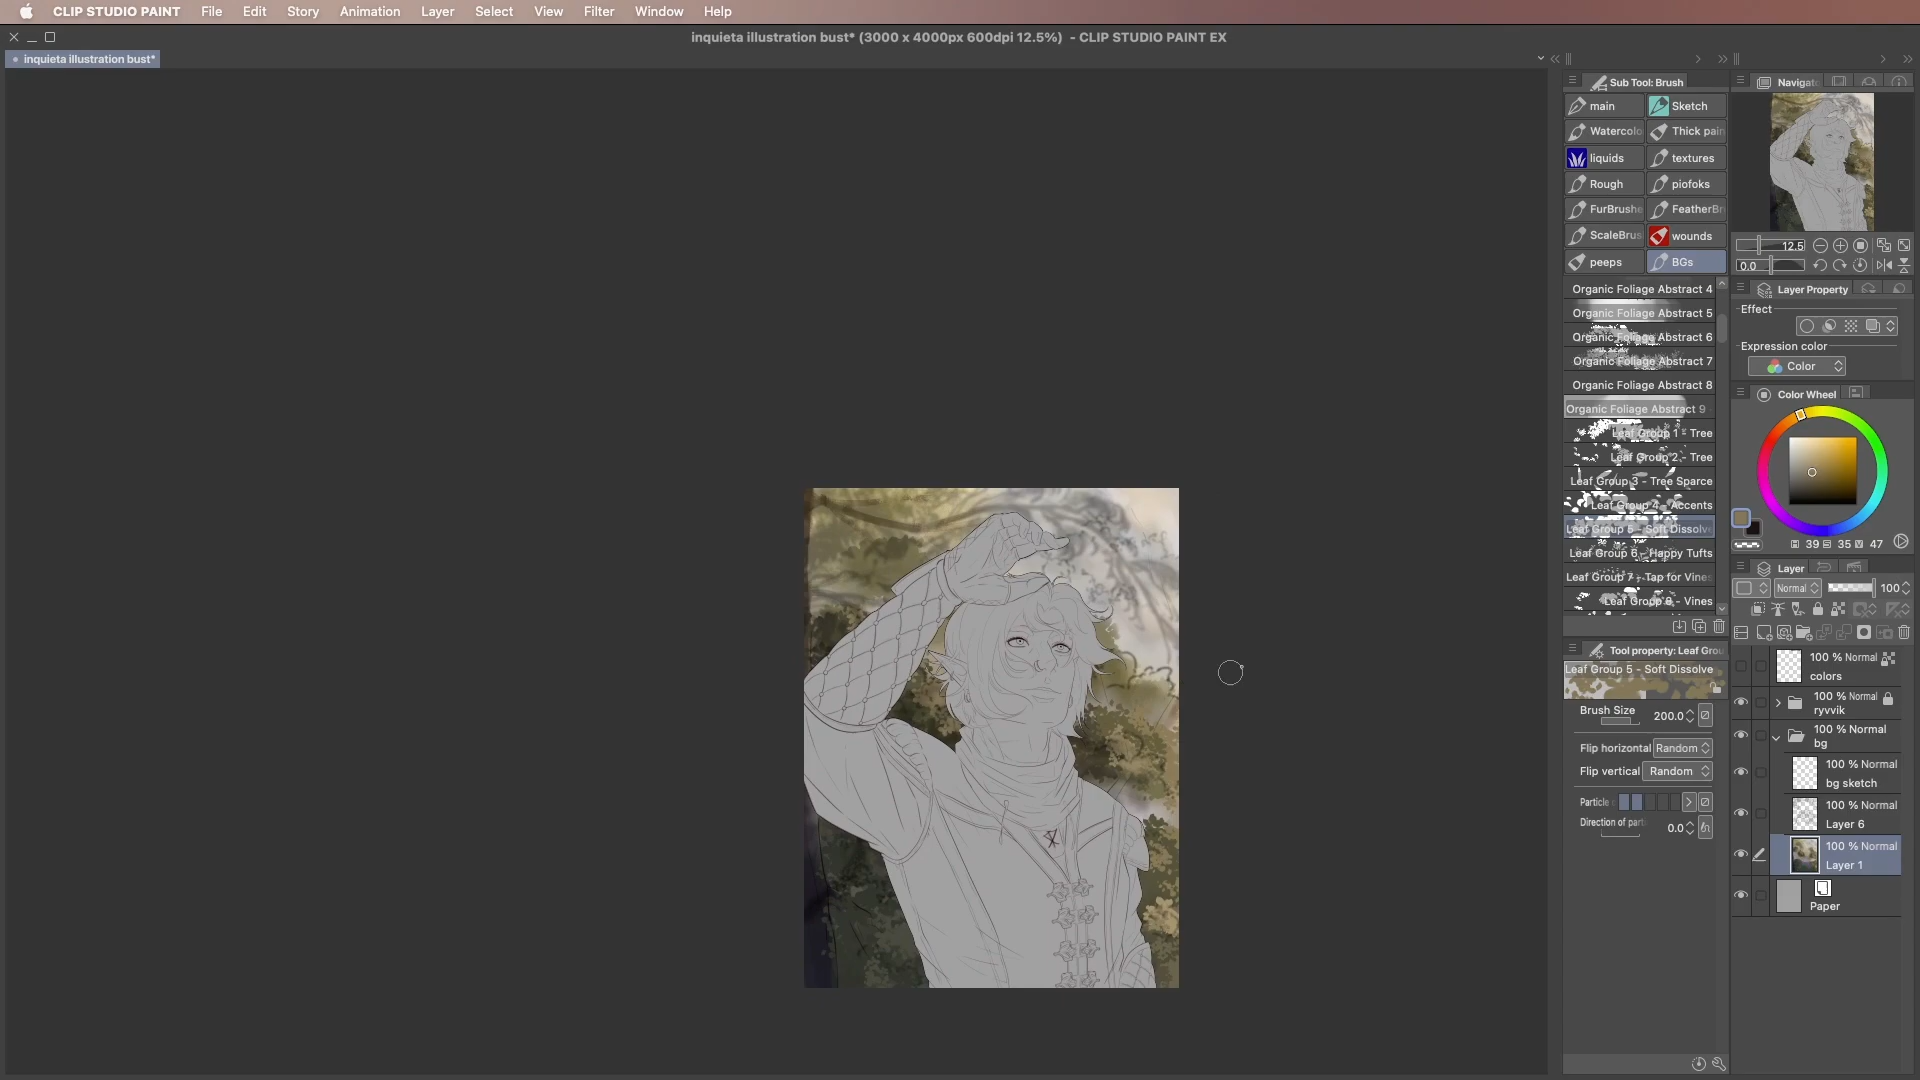 CLIP STUDIO PAINT File Edit Story Animation Layer Select View Filter Window Help
inquieta illustration bust* (3000 x 4000px 600dpi 12.5%) - CLIP STUDIO PAINT EX
inquieta illustration bust*
Sub Tool: Brush
main Sketch
Watercolo Thick pain
liquids textures
Rough piofoks
FurBrushe FeatherBr
ScaleBrus wounds
peeps BGs
Organic Foliage Abstract 4
Organic Foliage Abstract 5
Organic Foliage Abstract 6
Organic Foliage Abstract 7
Organic Foliage Abstract 8
Organic Foliage Abstract 9
Leaf Group 1 - Tree
Leaf Group 2 - Tree
Leaf Group 3 - Tree Sparce
Leaf Group 4 - Accents
Leaf Group 5 - Soft Dissolve
Leaf Group 6 - Happy Tufts
Leaf Group 7 - Tap for Vines
Leaf Group 8 - Vines
Tool property: Leaf Grou
Leaf Group 5 - Soft Dissolve
Brush Size 200.0
Flip horizontal Random
Flip vertical Random
Particle
Direction of part 0.0
Navigat
12.5
0.0
Layer Property
Effect
Expression color
Color
Color Wheel
39 35 47
Layer
Normal 100
100 % Normal
colors
100 % Normal
ryvvik
100 % Normal
bg
100 % Normal
bg sketch
100 % Normal
Layer 6
100 % Normal
Layer 1
Paper